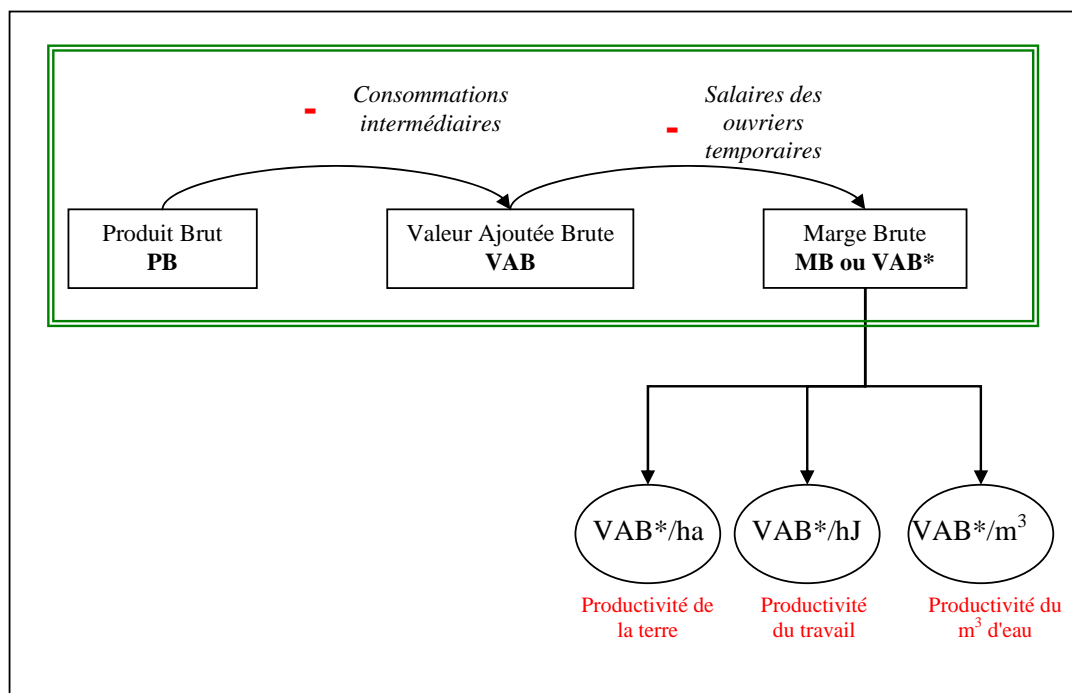 -
Consommations
intermédiaires
-
Salaires des
ouvriers
temporaires
Produit Brut
PB
Valeur Ajoutée Brute
VAB
Marge Brute
MB ou VAB*
VAB*/ha
VAB*/hJ
VAB*/m³
Productivité de
la terre
Productivité
du travail
Productivité du
m³ d'eau